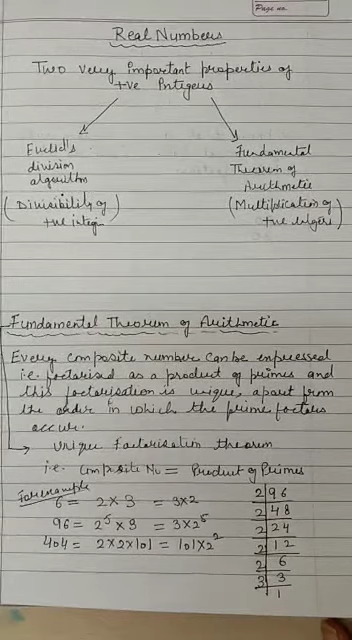 Page no.
Real Numbers
Two very important properties of
+ve Integers
Euclid's
division
algorithm
(Divisibility of
+ve integ
Fundamental
Theorem of
Arithmetic
(Multiplication of
+ve
Fundamental Theorem of Arithmetic
Every composite number can be expressed
i.e. factorised as a product of primes and
this factorisation is unique, apart from
the order in which the prime factors
occur.
→ Unique Factorisation theorem
i.e. Composite No = Product of Primes
For example
6 = 2×3 = 3×2
96 = 2⁵×3 = 3×2⁵
404 = 2×2×101 = 101×2²
2 | 96
2 | 48
2 | 24
2 | 12
2 | 6
3 | 3
1